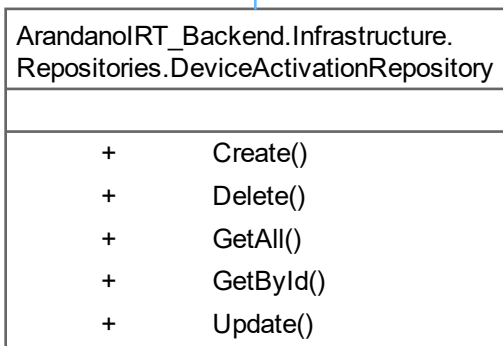 ArandanoIRT_Backend.Infrastructure.
Repositories.DeviceActivationRepository
+ Create()
+ Delete()
+ GetAll()
+ GetById()
+ Update()